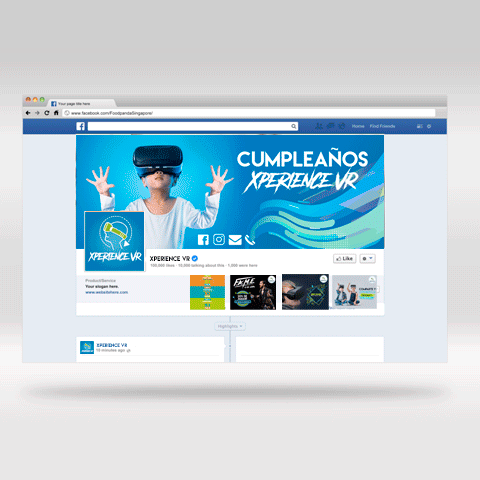 Your page title here
www.facebook.com/FoodpandaSingapore/
Home Find Friends
CUMPLEAÑOS
XPERIENCE VR
XPERIENCE VR
XPERIENCE VR
Like
100,000 likes · 10,000 talking about this · 1,000 were here
Product/Service
Your slogan here.
www.websitehere.com
Highlights
XPERIENCE VR
15 minutes ago